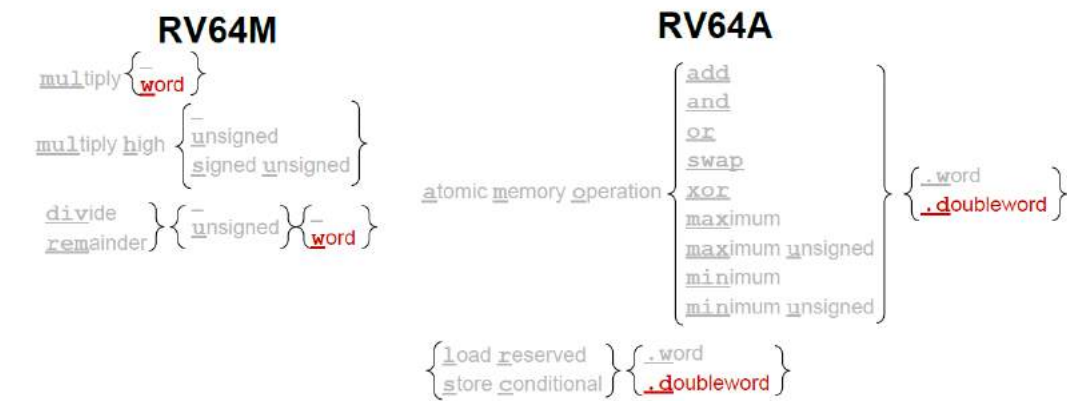 RV64M
multiply { _ word }
multiply high { _ unsigned signed unsigned }
divide remainder } { _ unsigned } { _ word }
RV64A
atomic memory operation
add
and
or
swap
xor
maximum
maximum unsigned
minimum
minimum unsigned
.word
.doubleword
load reserved
store conditional
.word
.doubleword